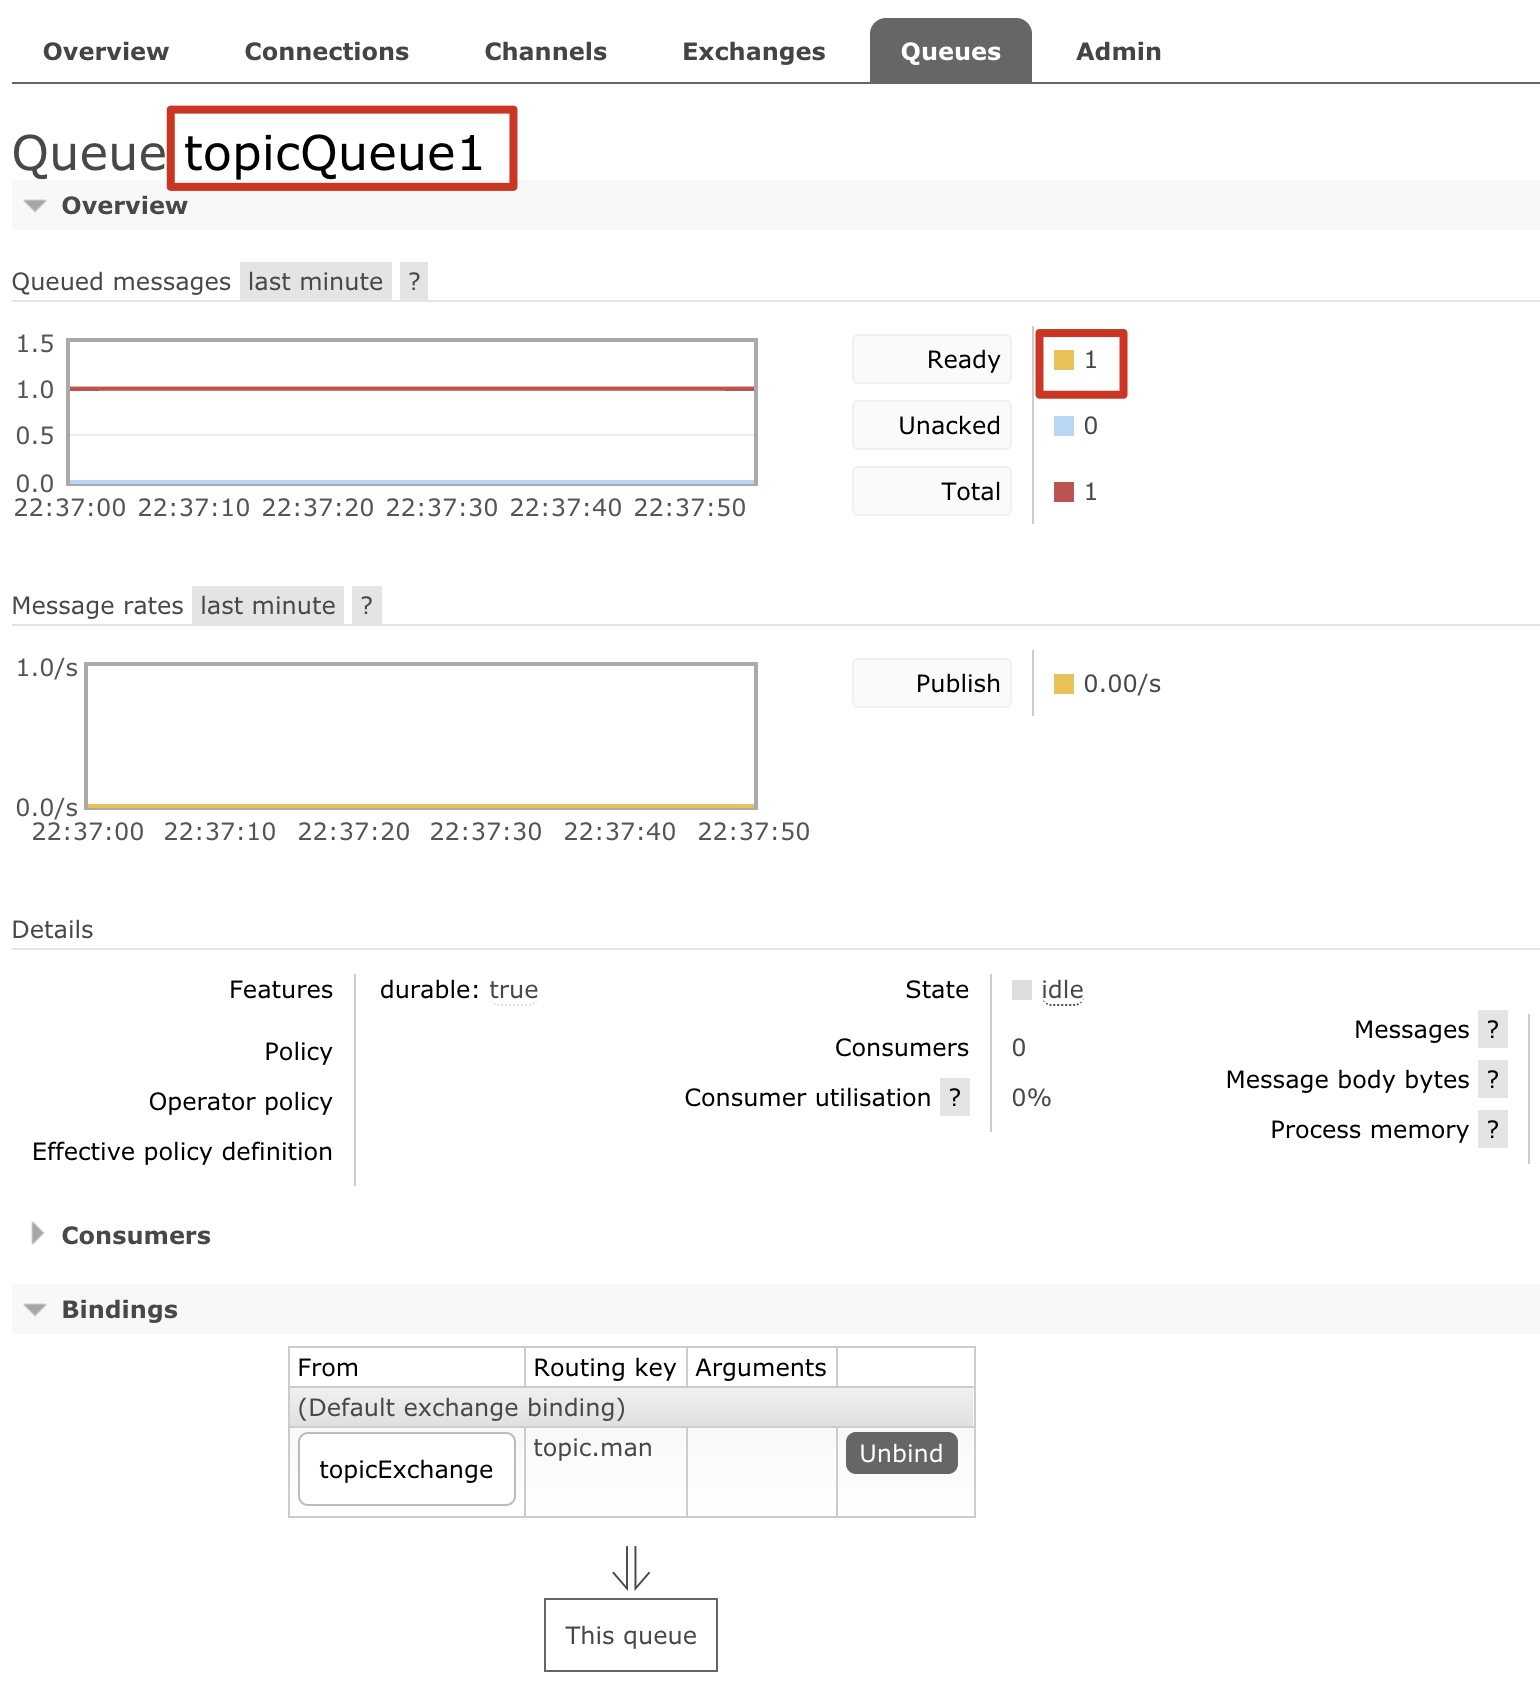 Overview Connections Channels Exchanges Queues Admin
Queue topicQueue1
Overview
Queued messages last minute ?
1.5
1.0
0.5
0.0
22:37:00 22:37:10 22:37:20 22:37:30 22:37:40 22:37:50
Ready 1
Unacked 0
Total 1
Message rates last minute ?
1.0/s
0.0/s
22:37:00 22:37:10 22:37:20 22:37:30 22:37:40 22:37:50
Publish 0.00/s
Details
Features durable: true
Policy
Operator policy
Effective policy definition
State idle
Consumers 0
Consumer utilisation ? 0%
Messages ?
Message body bytes ?
Process memory ?
Consumers
Bindings
From Routing key Arguments
(Default exchange binding)
topicExchange topic.man Unbind
⇓
This queue